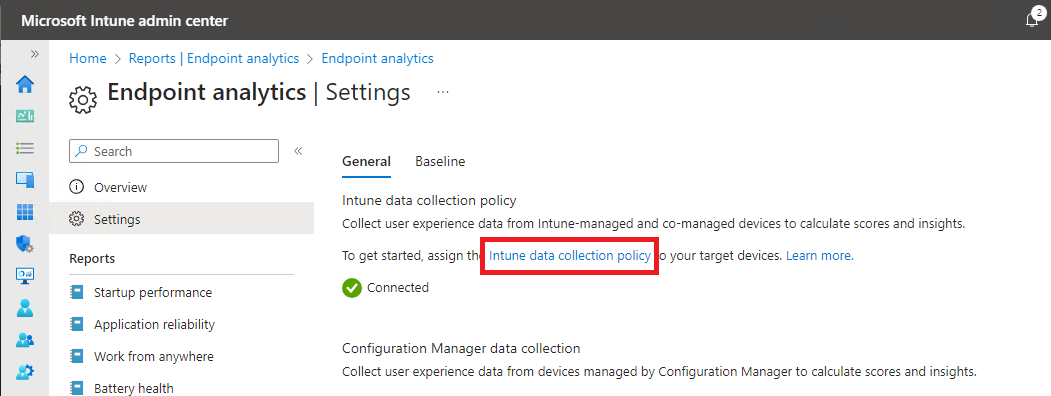 Microsoft Intune admin center
2
Home > Reports | Endpoint analytics > Endpoint analytics
Endpoint analytics | Settings ...
Search
Overview
Settings
Reports
Startup performance
Application reliability
Work from anywhere
Battery health
General Baseline
Intune data collection policy
Collect user experience data from Intune-managed and co-managed devices to calculate scores and insights.
To get started, assign the Intune data collection policy to your target devices. Learn more.
Connected
Configuration Manager data collection
Collect user experience data from devices managed by Configuration Manager to calculate scores and insights.